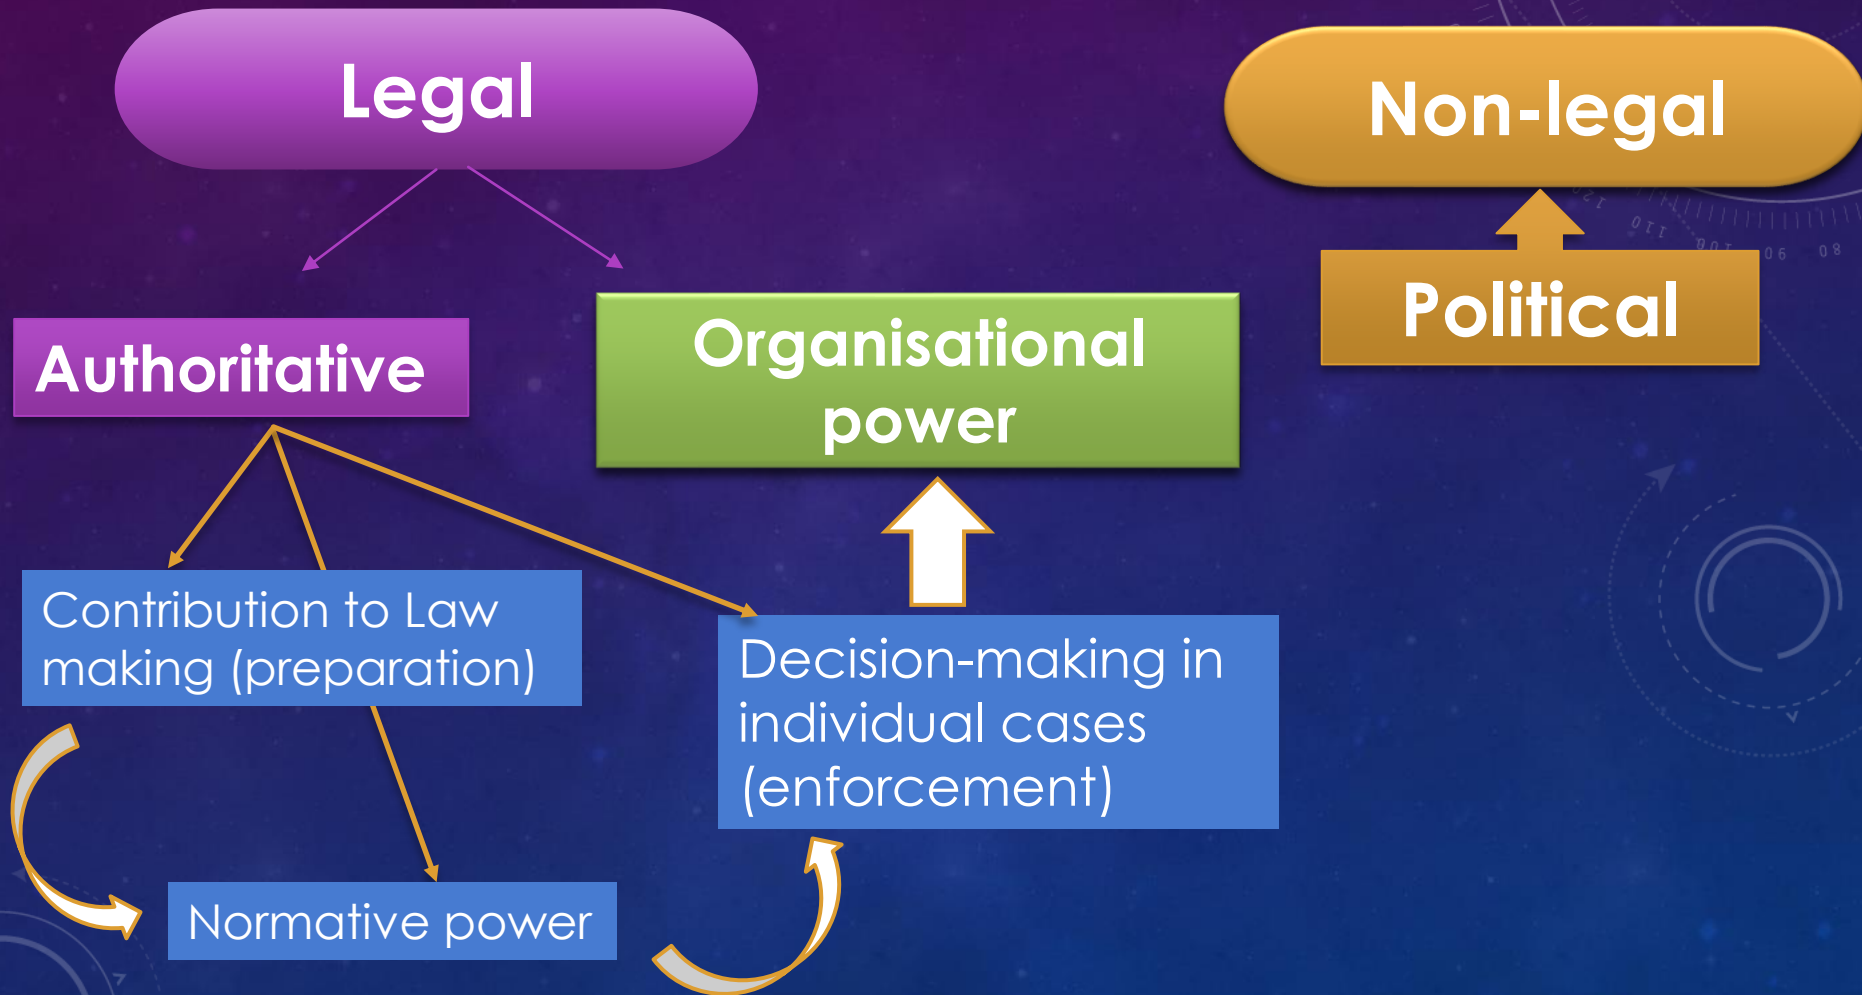 Legal
Non-legal
Political
Authoritative
Organisational
power
Contribution to Law
making (preparation)
Decision-making in
individual cases
(enforcement)
Normative power